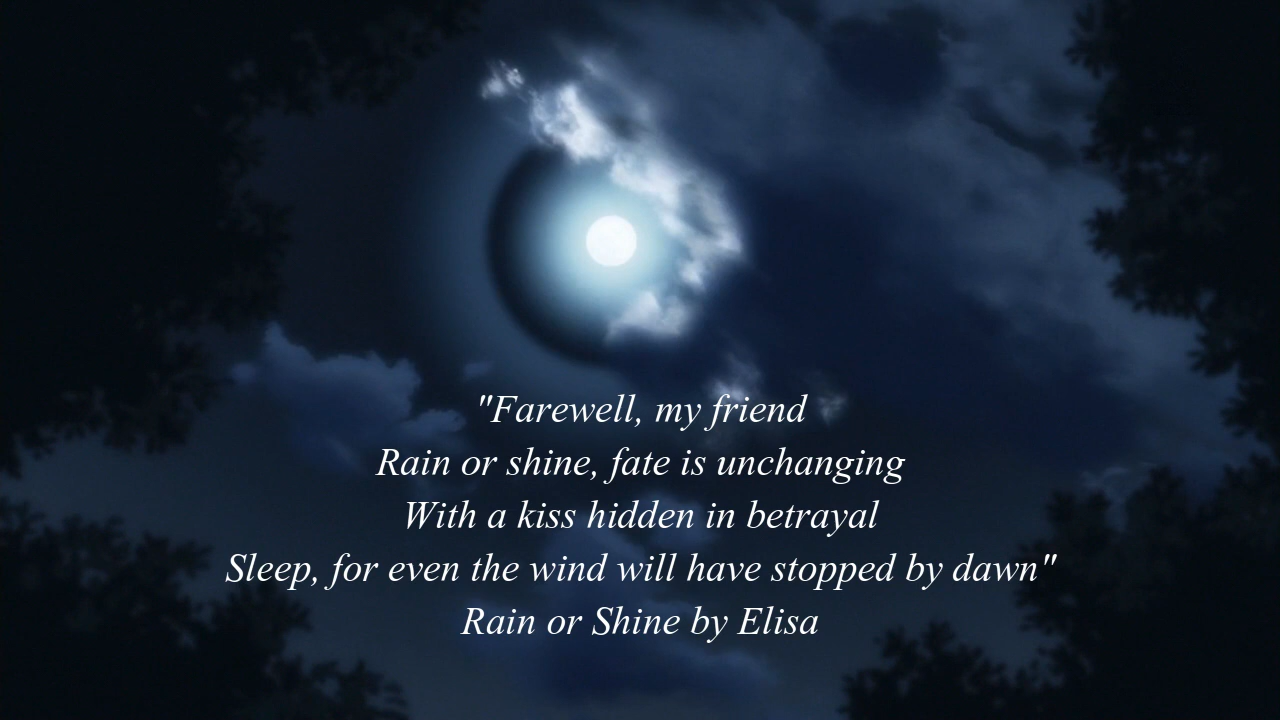 "Farewell, my friend
Rain or shine, fate is unchanging
With a kiss hidden in betrayal
Sleep, for even the wind will have stopped by dawn"
Rain or Shine by Elisa